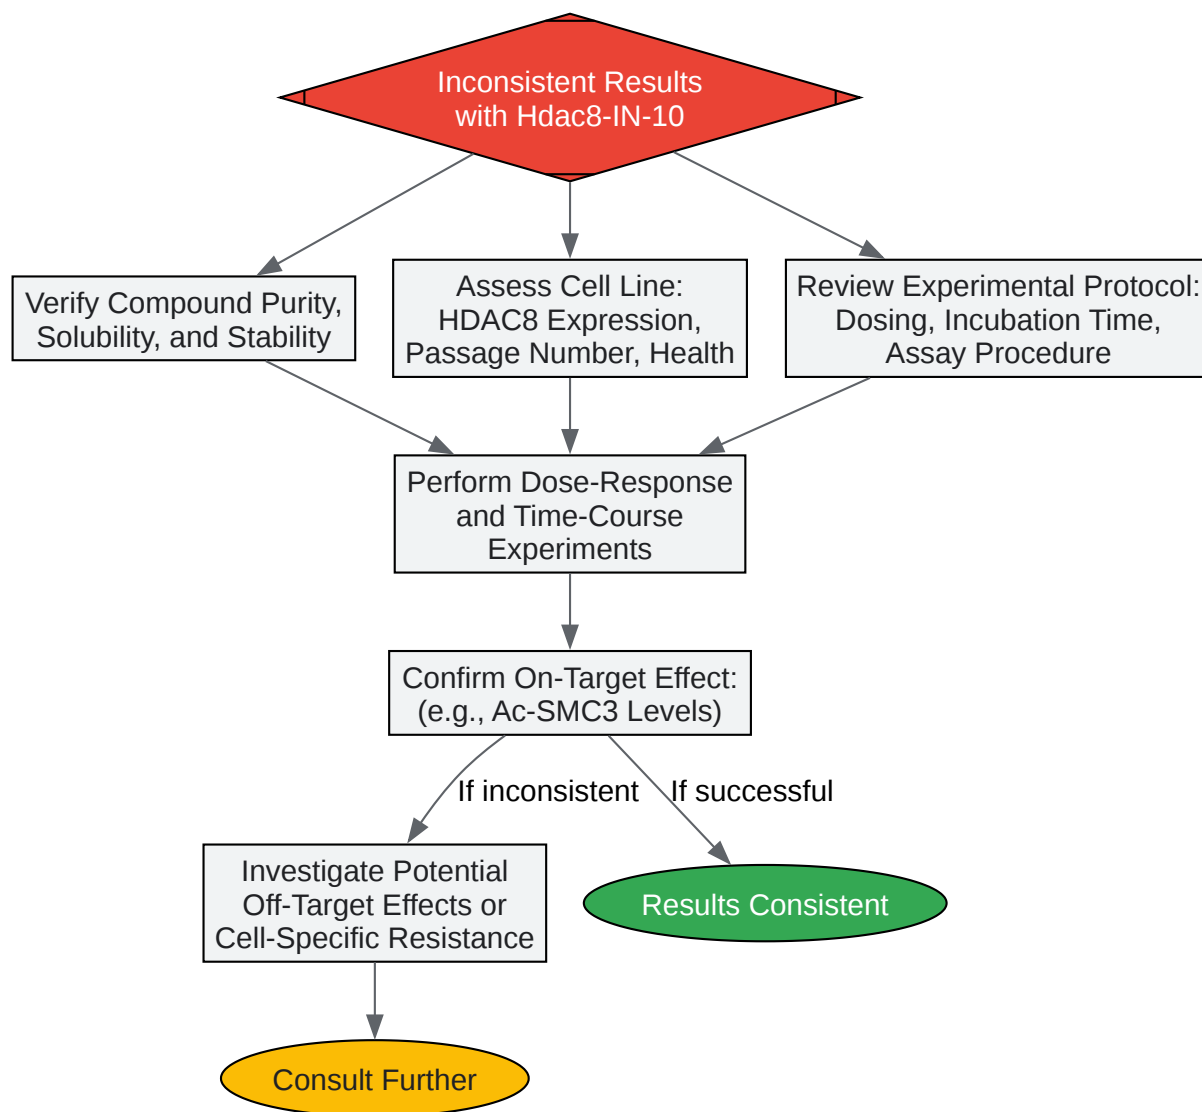 Inconsistent Results
with Hdac8-IN-10
Verify Compound Purity,
Solubility, and Stability
Assess Cell Line:
HDAC8 Expression,
Passage Number, Health
Review Experimental Protocol:
Dosing, Incubation Time,
Assay Procedure
Perform Dose-Response
and Time-Course
Experiments
Confirm On-Target Effect:
(e.g., Ac-SMC3 Levels)
If inconsistent
If successful
Investigate Potential
Off-Target Effects or
Cell-Specific Resistance
Results Consistent
Consult Further